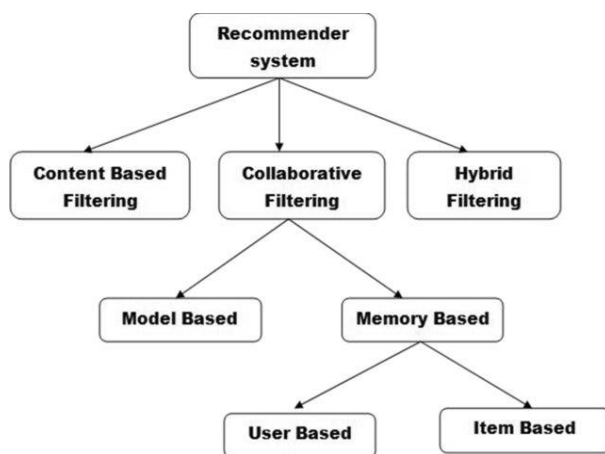 Recommender
system
Content Based
Filtering
Collaborative
Filtering
Hybrid
Filtering
Model Based
Memory Based
User Based
Item Based